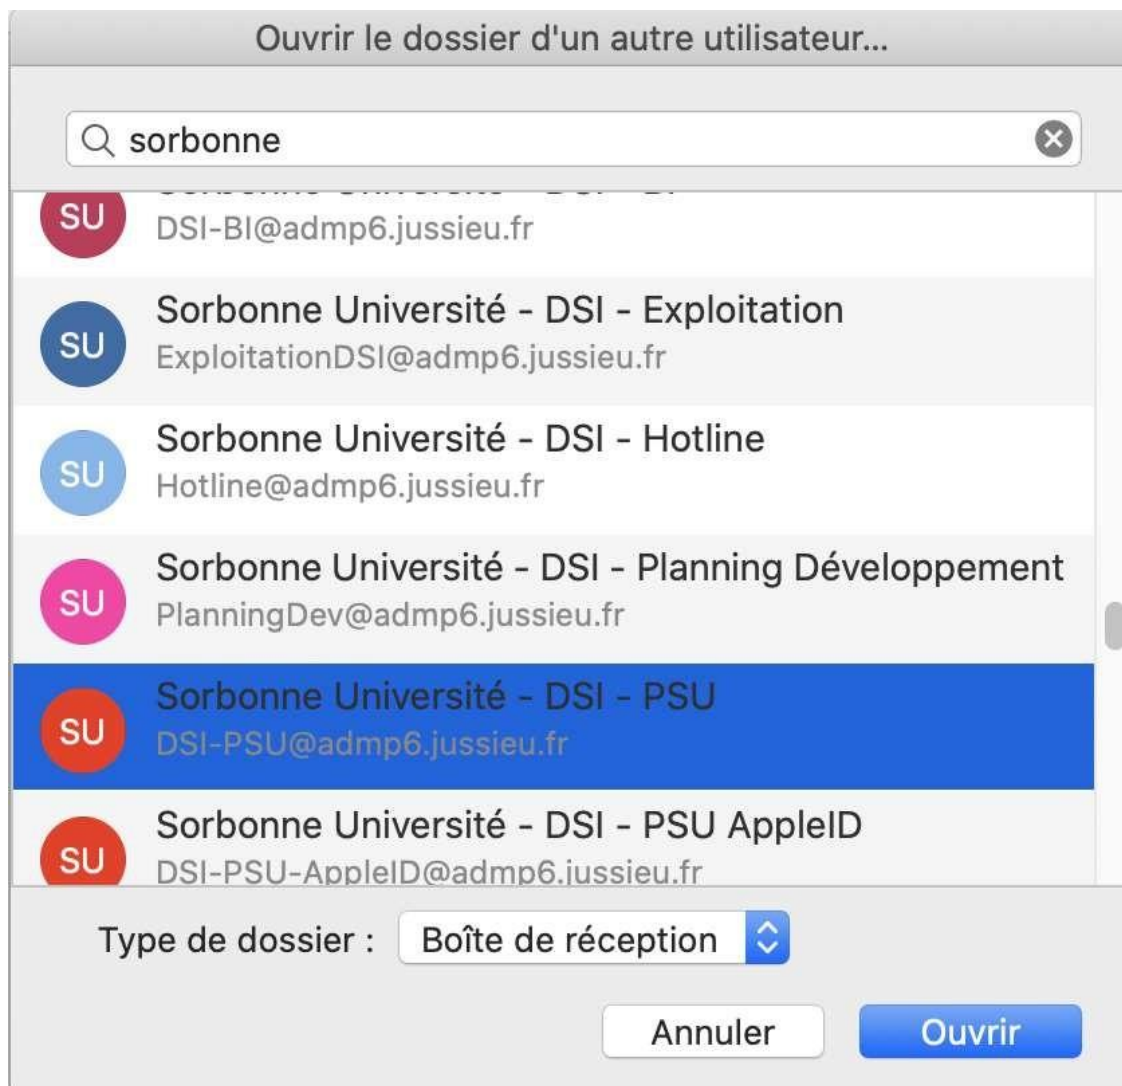 Ouvrir le dossier d'un autre utilisateur...
sorbonne
SU
DSI-BI@admp6.jussieu.fr
Sorbonne Université - DSI - Exploitation
SU
ExploitationDSI@admp6.jussieu.fr
Sorbonne Université - DSI - Hotline
SU
Hotline@admp6.jussieu.fr
Sorbonne Université - DSI - Planning Développement
SU
PlanningDev@admp6.jussieu.fr
Sorbonne Université - DSI - PSU
SU
DSI-PSU@admp6.jussieu.fr
Sorbonne Université - DSI - PSU AppleID
SU
DSI-PSU-AppleID@admp6.jussieu.fr
Type de dossier : Boîte de réception
Annuler Ouvrir